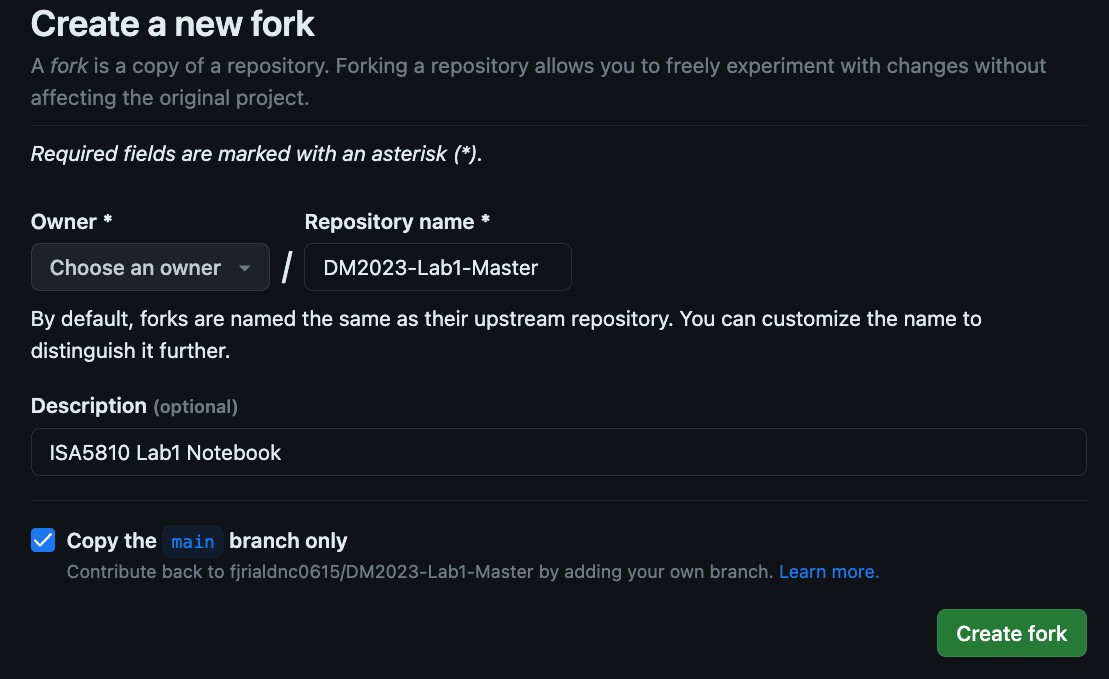 Create a new fork
A fork is a copy of a repository. Forking a repository allows you to freely experiment with changes without
affecting the original project.
Required fields are marked with an asterisk (*).
Owner * Repository name *
Choose an owner / DM2023-Lab1-Master
By default, forks are named the same as their upstream repository. You can customize the name to
distinguish it further.
Description (optional)
ISA5810 Lab1 Notebook
Copy the main branch only
Contribute back to fjrialdnc0615/DM2023-Lab1-Master by adding your own branch. Learn more.
Create fork